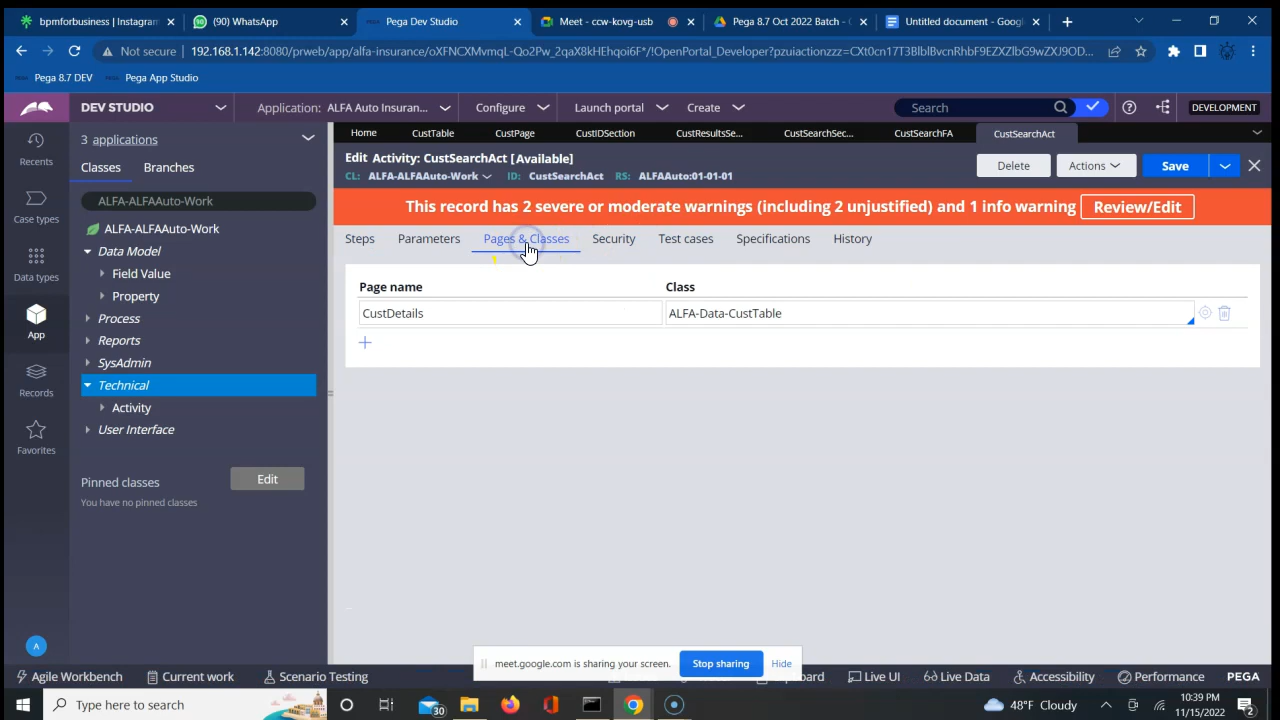 bpmforbusiness | Instagram
(90) WhatsApp
Pega Dev Studio
Meet - ccw-kovg-usb
Pega 8.7 Oct 2022 Batch -
Untitled document - Google
Not secure | 192.168.1.142:8080/prweb/app/alfa-insurance/
Pega 8.7 DEV
Pega App Studio
DEV STUDIO
Application: ALFA Auto Insuran...
Configure
Launch portal
Create
Search
DEVELOPMENT
Recents
Case types
Data types
App
Records
Favorites
A
3 applications
Classes
Branches
ALFA-ALFAAuto-Work
ALFA-ALFAAuto-Work
Data Model
Field Value
Property
Process
Reports
SysAdmin
Technical
Activity
User Interface
Pinned classes
Edit
You have no pinned classes
Home
CustTable
CustPage
CustIDSection
CustResultsSe...
CustSearchSec...
CustSearchFA
CustSearchAct
Edit Activity: CustSearchAct [Available]
CL: ALFA-ALFAAuto-Work ID: CustSearchAct RS: ALFAAuto:01-01-01
Delete
Actions
Save
This record has 2 severe or moderate warnings (including 2 unjustified) and 1 info warning
Review/Edit
Steps
Parameters
Pages & Classes
Security
Test cases
Specifications
History
Page name
Class
CustDetails
ALFA-Data-CustTable
meet.google.com is sharing your screen.
Stop sharing
Hide
Agile Workbench
Current work
Scenario Testing
Live UI
Live Data
Accessibility
Performance
PEGA
Type here to search
30
48°F Cloudy
10:39 PM
11/15/2022
2